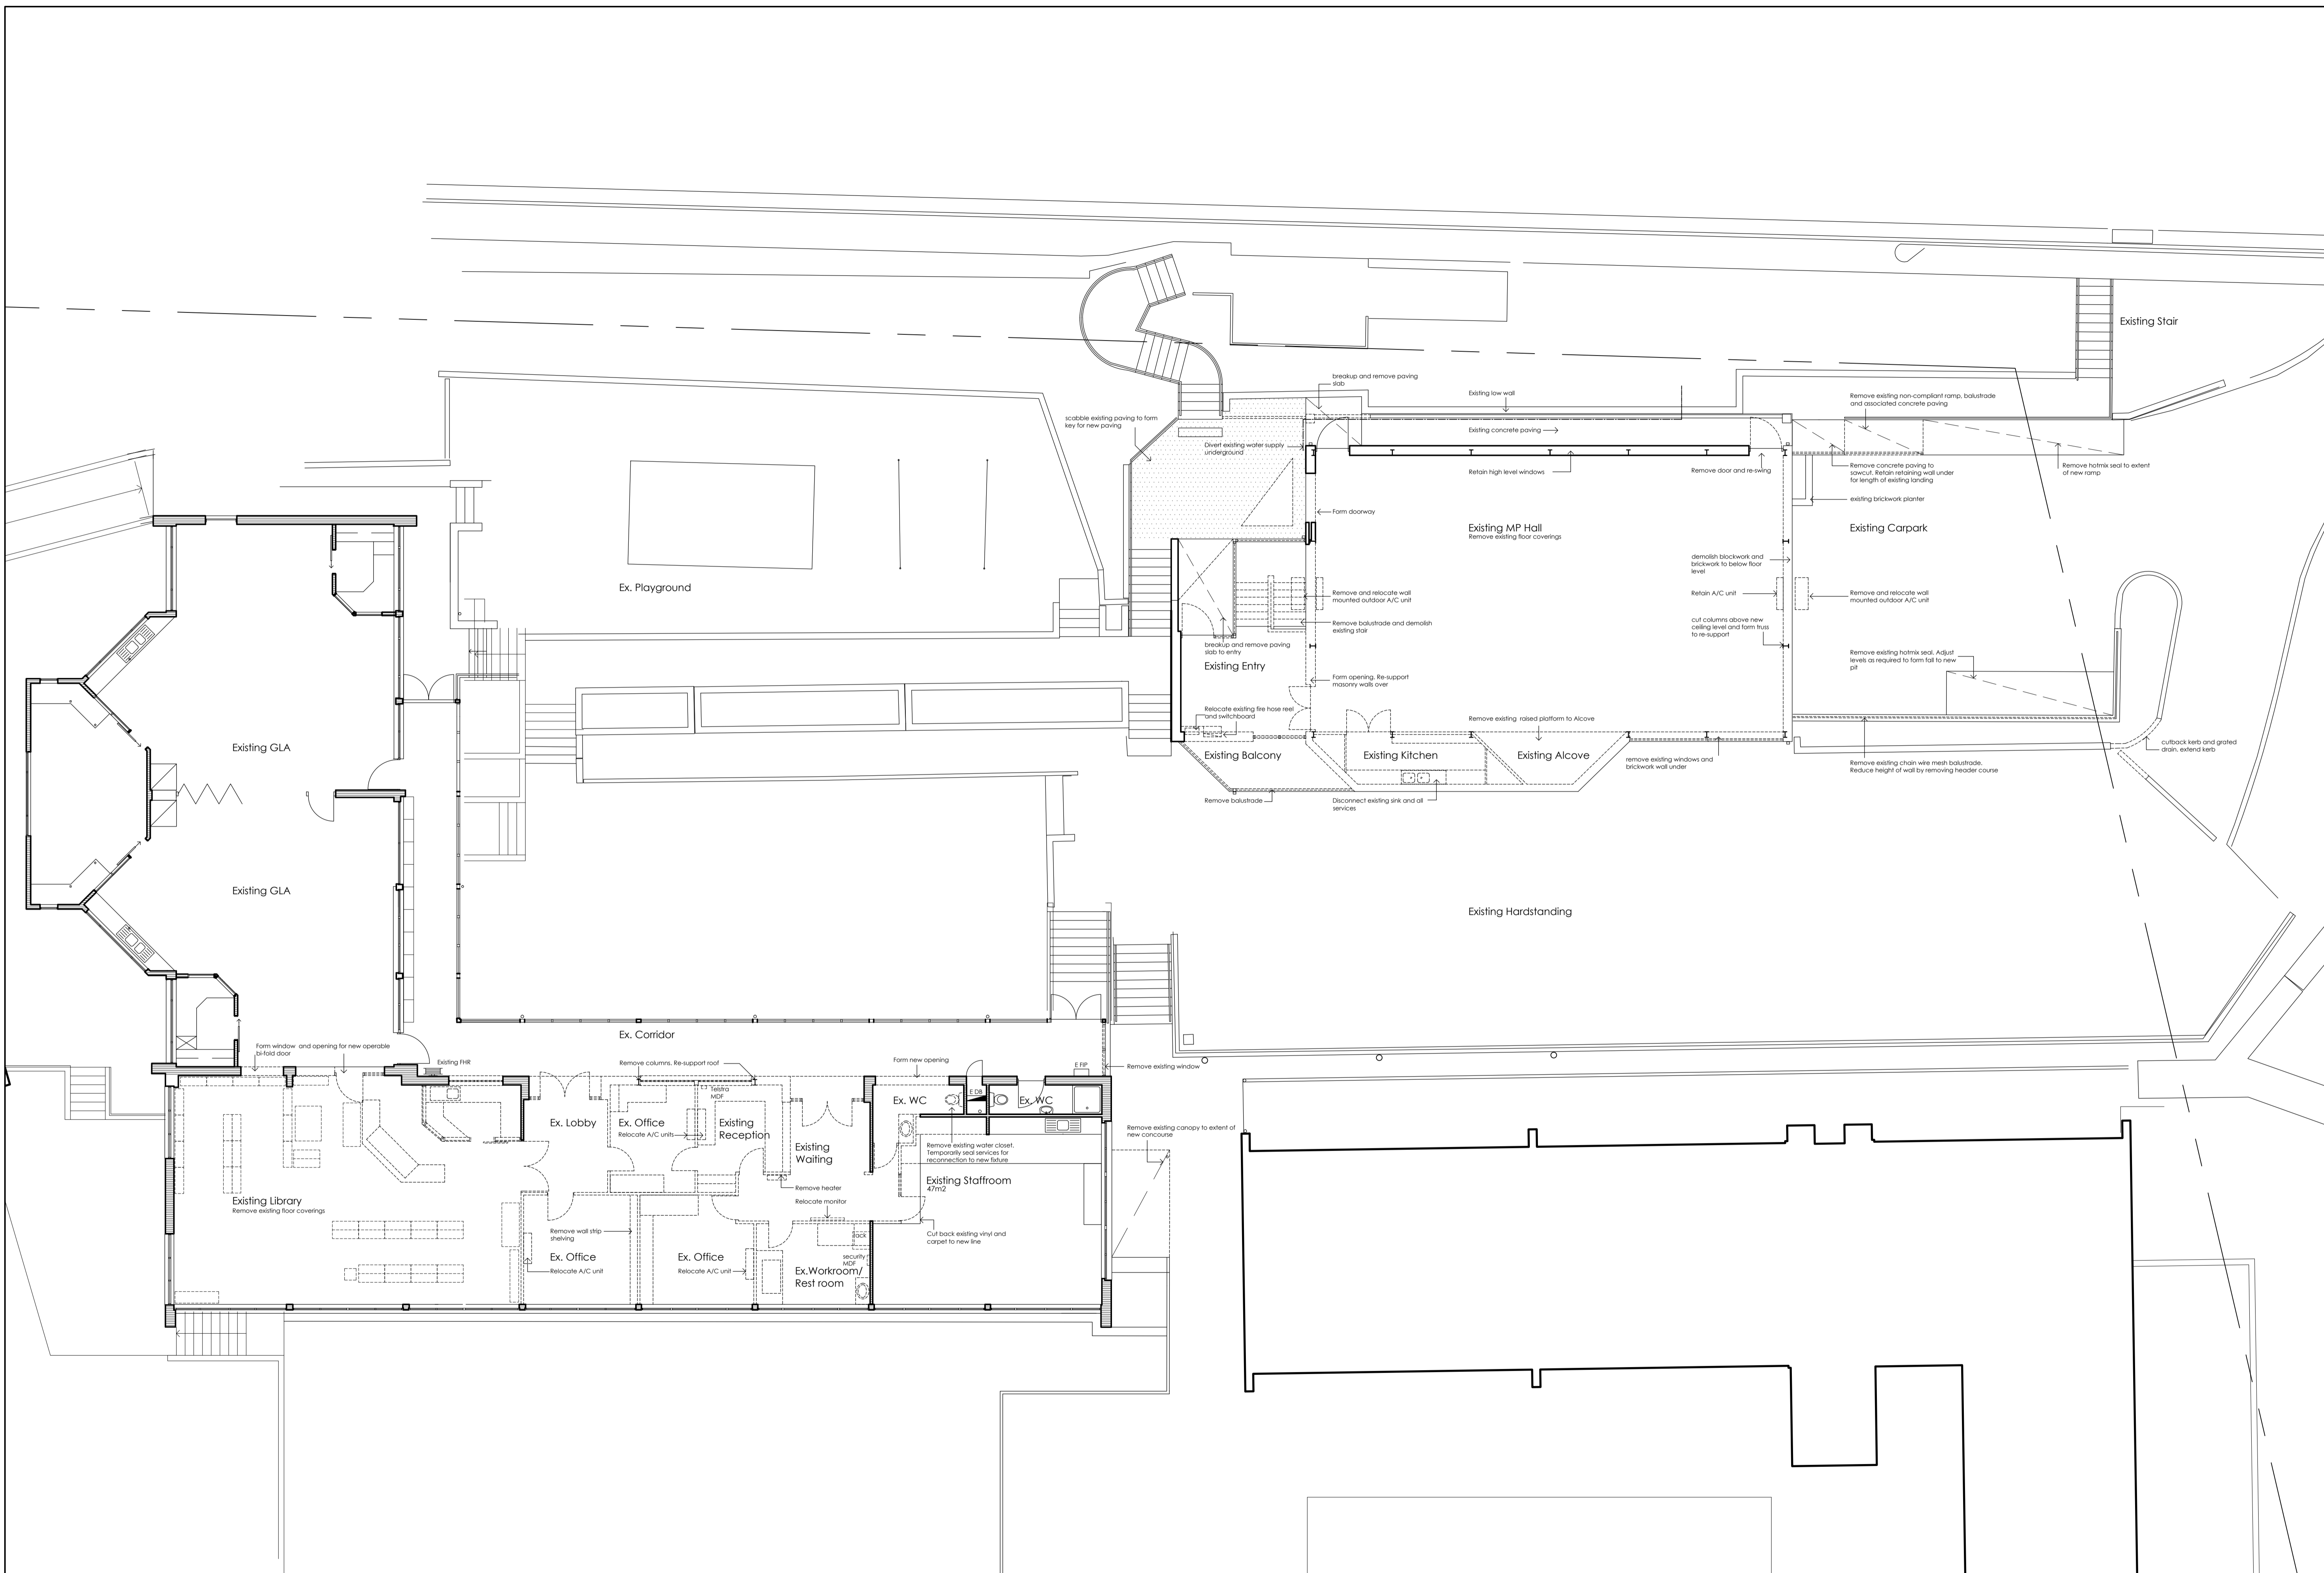 Existing Stair
breakup and remove paving
slab
Existing low wall
Remove existing non-compliant ramp, balustrade
and associated concrete paving
scabble existing paving to form
key for new paving
Existing concrete paving
Divert existing water supply
underground
Retain high level windows
Remove door and re-swing
Remove concrete paving to
sawcut. Retain retaining wall under
for length of existing landing
Remove hotmix seal to extent
of new ramp
existing brickwork planter
Form doorway
Existing MP Hall
Remove existing floor coverings
Existing Carpark
demolish blockwork and
brickwork to below floor
level
Ex. Playground
Remove and relocate wall
mounted outdoor A/C unit
Retain A/C unit
Remove and relocate wall
mounted outdoor A/C unit
Remove balustrade and demolish
existing stair
cut columns above new
ceiling level and form truss
to re-support
breakup and remove paving
slab to entry
Existing Entry
Remove existing hotmix seal. Adjust
levels as required to form fall to new
pit
Form opening. Re-support
masonry walls over
Relocate existing fire hose reel
and switchboard
Remove existing  raised platform to Alcove
Existing GLA
Existing Balcony
Existing Kitchen
Existing Alcove
remove existing windows and
brickwork wall under
Remove existing chain wire mesh balustrade.
Reduce height of wall by removing header course
cutback kerb and grated
drain, extend kerb
Remove balustrade
Disconnect existing sink and all
services
Existing GLA
Existing Hardstanding
Ex. Corridor
Form window  and opening for new operable
bi-fold door
Existing FHR
Remove columns. Re-support roof
Form new opening
E FIP
Remove existing window
Telstra
MDF
E DB
Ex. WC
Ex. WC
Ex. Lobby
Ex. Office
Relocate A/C units
Existing
Reception
Existing
Waiting
Remove existing water closet.
Temporarily seal services for
reconnection to new fixture
Remove existing canopy to extent of
new concourse
Existing Staffroom
47m2
Remove heater
Relocate monitor
Existing Library
Remove existing floor coverings
Remove wall strip
shelving
Cut back existing vinyl and
carpet to new line
rack
Ex. Office
Relocate A/C unit
Ex. Office
Relocate A/C unit
security
MDF
Ex.Workroom/
Rest room